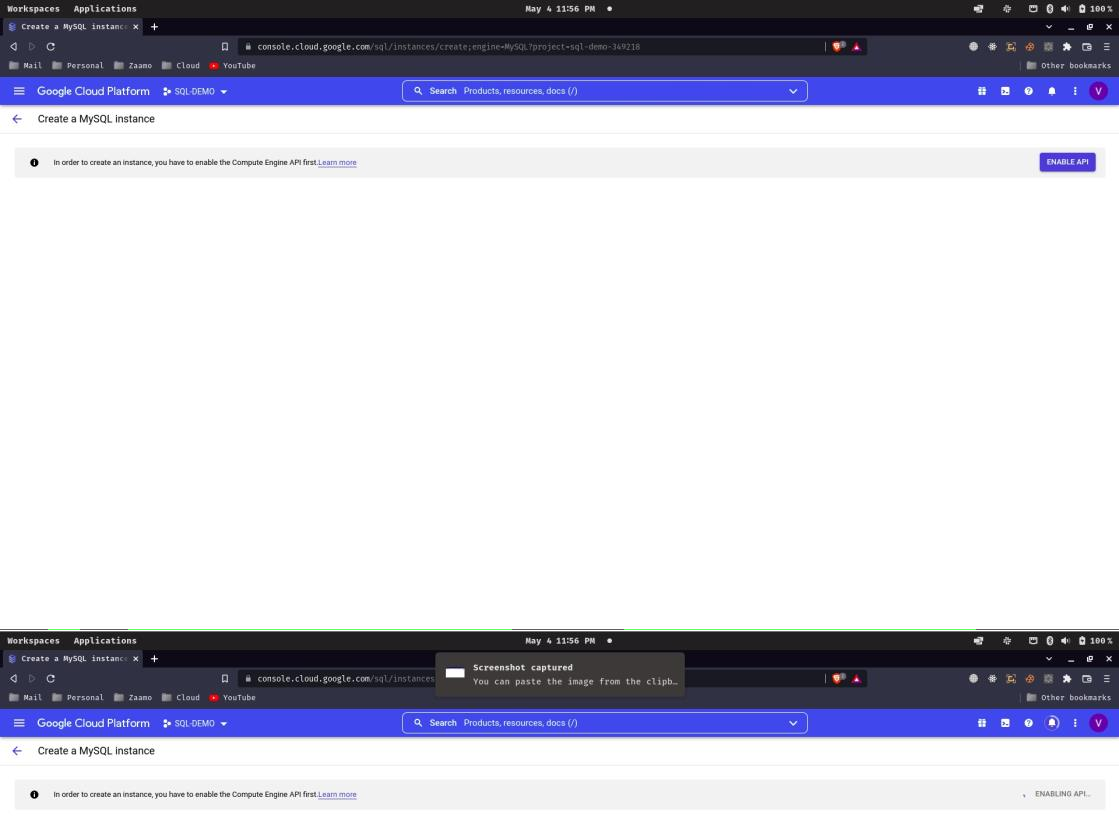 Workspaces Applications May 4 11:56 PM 100 %
Create a MySQL instance
console.cloud.google.com/sql/instances/create;engine=MySQL?project=sql-demo-349218
Mail Personal Zaamo Cloud YouTube Other bookmarks
Google Cloud Platform SQL-DEMO Search Products, resources, docs (/) V
Create a MySQL instance
In order to create an instance, you have to enable the Compute Engine API first.Learn more ENABLE API
Workspaces Applications May 4 11:56 PM 100 %
Create a MySQL instance Screenshot captured
console.cloud.google.com/sql/instances You can paste the image from the clipb…
Mail Personal Zaamo Cloud YouTube Other bookmarks
Google Cloud Platform SQL-DEMO Search Products, resources, docs (/) V
Create a MySQL instance
In order to create an instance, you have to enable the Compute Engine API first.Learn more ENABLING API...